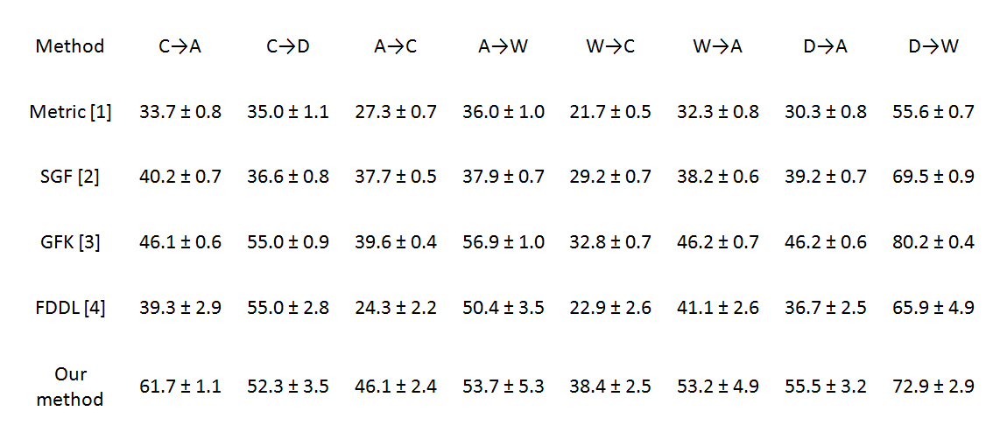 Method C→A C→D A→C A→W W→C W→A D→A D→W
Metric [1] 33.7 ± 0.8 35.0 ± 1.1 27.3 ± 0.7 36.0 ± 1.0 21.7 ± 0.5 32.3 ± 0.8 30.3 ± 0.8 55.6 ± 0.7
SGF [2] 40.2 ± 0.7 36.6 ± 0.8 37.7 ± 0.5 37.9 ± 0.7 29.2 ± 0.7 38.2 ± 0.6 39.2 ± 0.7 69.5 ± 0.9
GFK [3] 46.1 ± 0.6 55.0 ± 0.9 39.6 ± 0.4 56.9 ± 1.0 32.8 ± 0.7 46.2 ± 0.7 46.2 ± 0.6 80.2 ± 0.4
FDDL [4] 39.3 ± 2.9 55.0 ± 2.8 24.3 ± 2.2 50.4 ± 3.5 22.9 ± 2.6 41.1 ± 2.6 36.7 ± 2.5 65.9 ± 4.9
Our
method 61.7 ± 1.1 52.3 ± 3.5 46.1 ± 2.4 53.7 ± 5.3 38.4 ± 2.5 53.2 ± 4.9 55.5 ± 3.2 72.9 ± 2.9